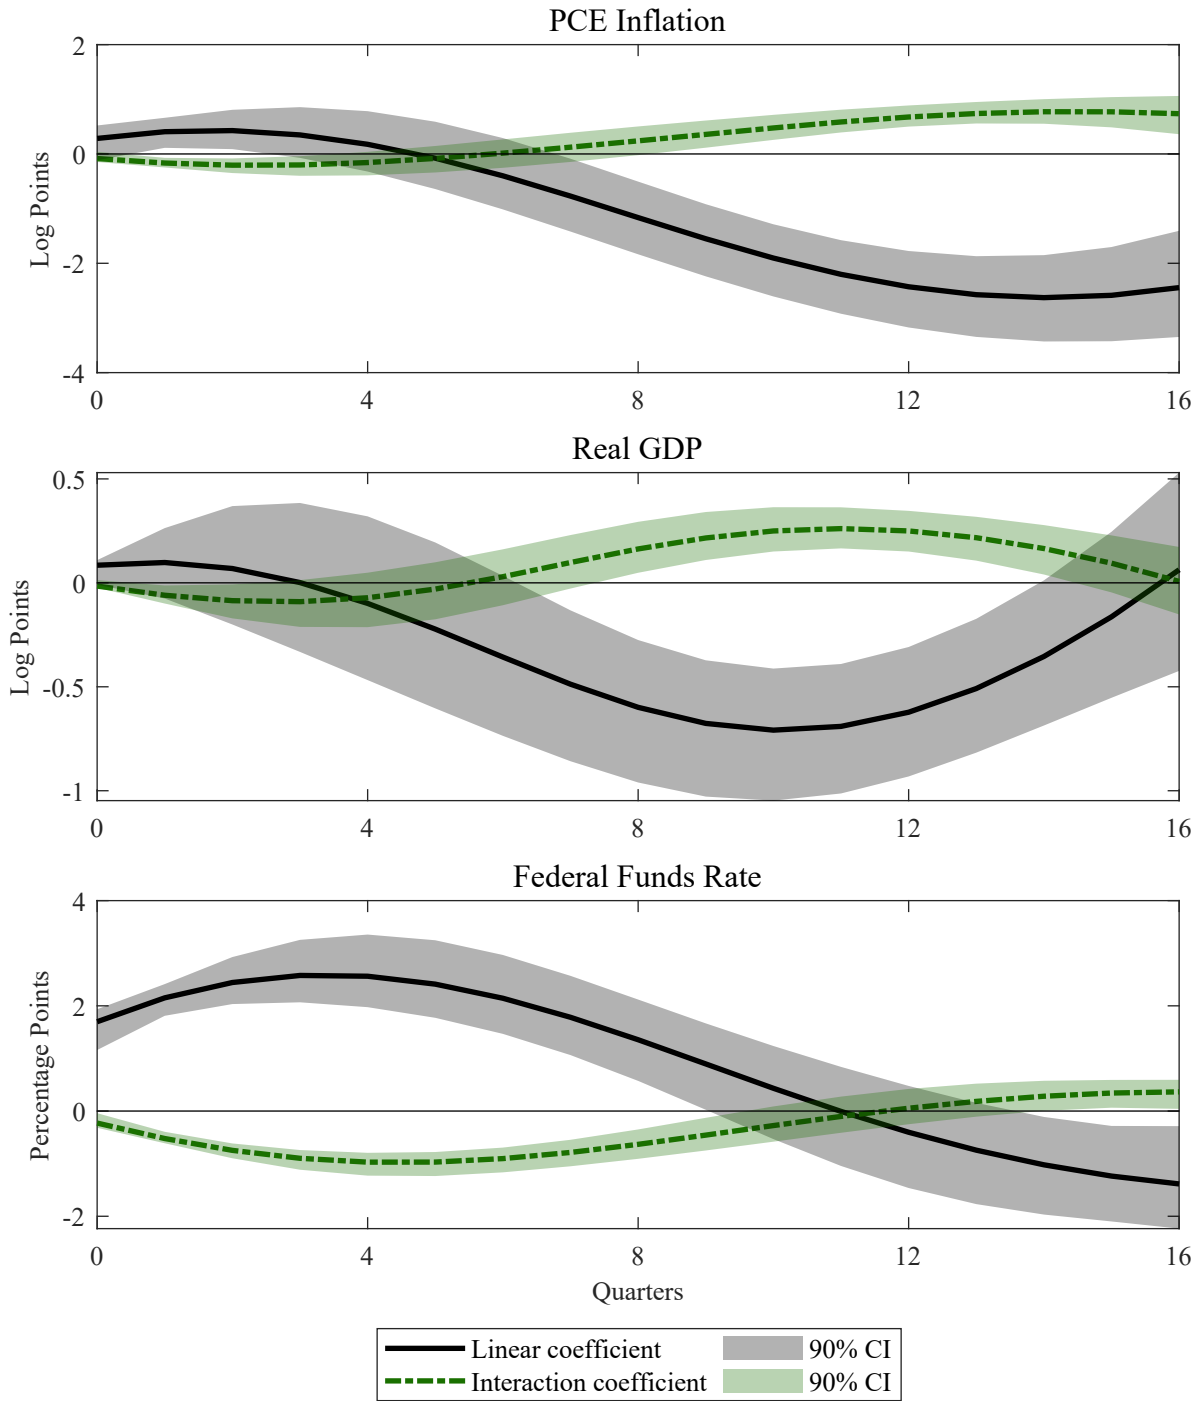 PCE Inflation
2
0
-2
-4
Log Points
0 4 8 12 16
Real GDP
0.5
0
-0.5
-1
Log Points
0 4 8 12 16
Federal Funds Rate
4
2
0
-2
Percentage Points
0 4 8 12 16
Quarters
Linear coefficient 90% CI
Interaction coefficient 90% CI